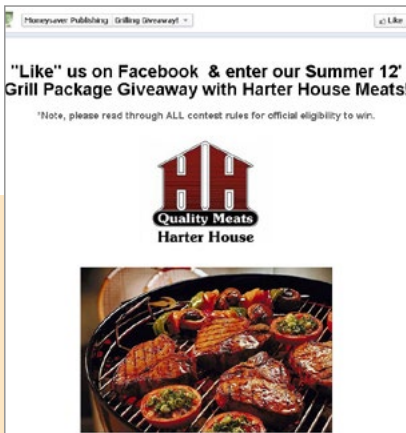 Moneysaver Publishing : Grilling Giveaway!
Like
"Like" us on Facebook & enter our Summer 12'
Grill Package Giveaway with Harter House Meats!
*Note, please read through ALL contest rules for official eligibility to win.
HH
Quality Meats
Harter House